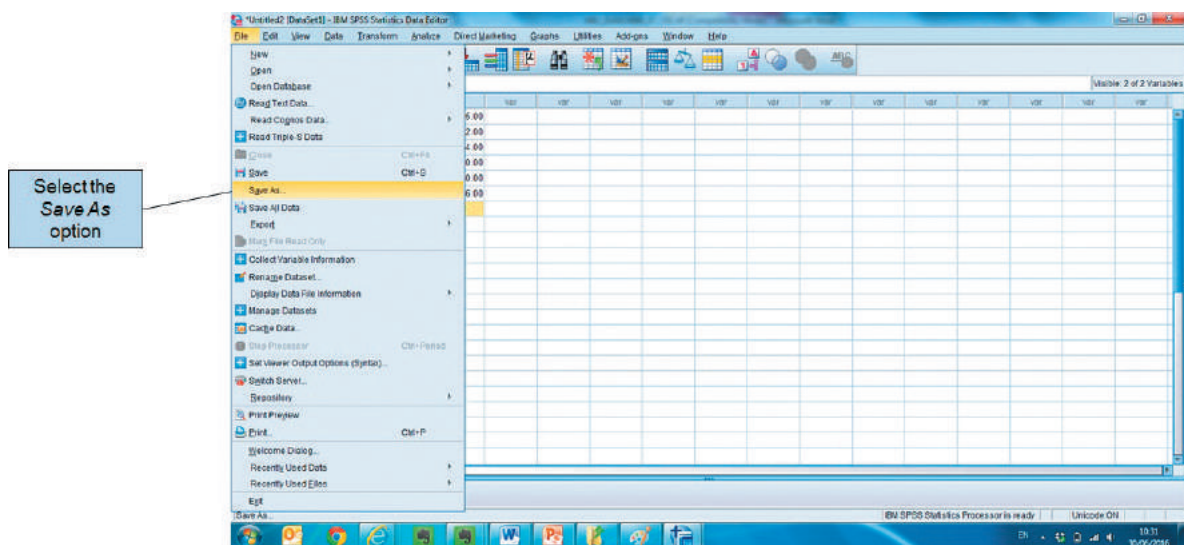 *Untitled2 [DataSet1] - IBM SPSS Statistics Data Editor
File Edit View Data Transform Analyze Direct Marketing Graphs Utilities Add-ons Window Help
Visible: 2 of 2 Variables
New
Open
Open Database
Read Text Data...
Read Cognos Data...
Read Triple-S Data
Close Ctrl+F4
Save Ctrl+S
Save As...
Save All Data
Export
Mark File Read Only
Collect Variable Information
Rename Dataset...
Display Data File Information
Manage Datasets
Cache Data...
Stop Processor Ctrl+Period
Set Viewer Output Options (Syntax)...
Switch Server...
Repository
Print Preview
Print... Ctrl+P
Welcome Dialog...
Recently Used Data
Recently Used Files
Exit
var var var var var var var var var var var var var
6.00
2.00
4.00
0.00
0.00
6.00
Select the
Save As
option
Save As...
IBM SPSS Statistics Processor is ready Unicode:ON
EN 10:31
30/06/2016